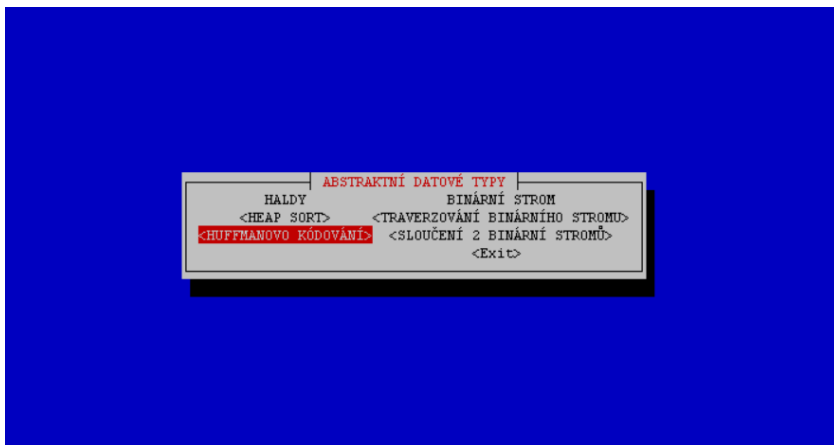 ABSTRAKTNÍ DATOVÉ TYPY
HALDY BINÁRNÍ STROM
<HEAP SORT> <TRAVERZOVÁNÍ BINÁRNÍHO STROMU>
<HUFFMANOVO KÓDOVÁNÍ> <SLOUČENÍ 2 BINÁRNÍ STROMŮ>
<Exit>